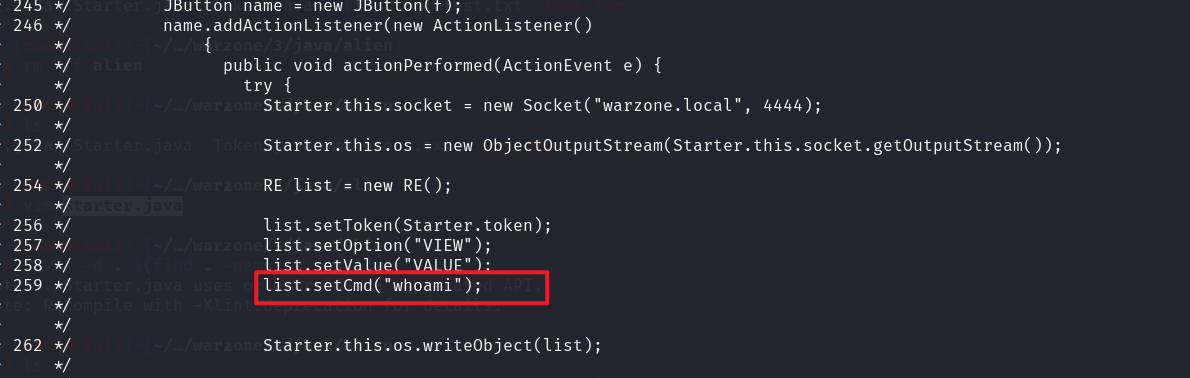 245 */         JButton name = new JButton(f);
246 */         name.addActionListener(new ActionListener()
*/             {
*/               public void actionPerformed(ActionEvent e) {
*/                 try {
250 */                   Starter.this.socket = new Socket("warzone.local", 4444);
*/
252 */                   Starter.this.os = new ObjectOutputStream(Starter.this.socket.getOutputStream());
*/
254 */                   RE list = new RE();
*/
256 */                   list.setToken(Starter.token);
257 */                   list.setOption("VIEW");
258 */                   list.setValue("VALUE");
259 */                   list.setCmd("whoami");
*/
*/
262 */                   Starter.this.os.writeObject(list);
*/